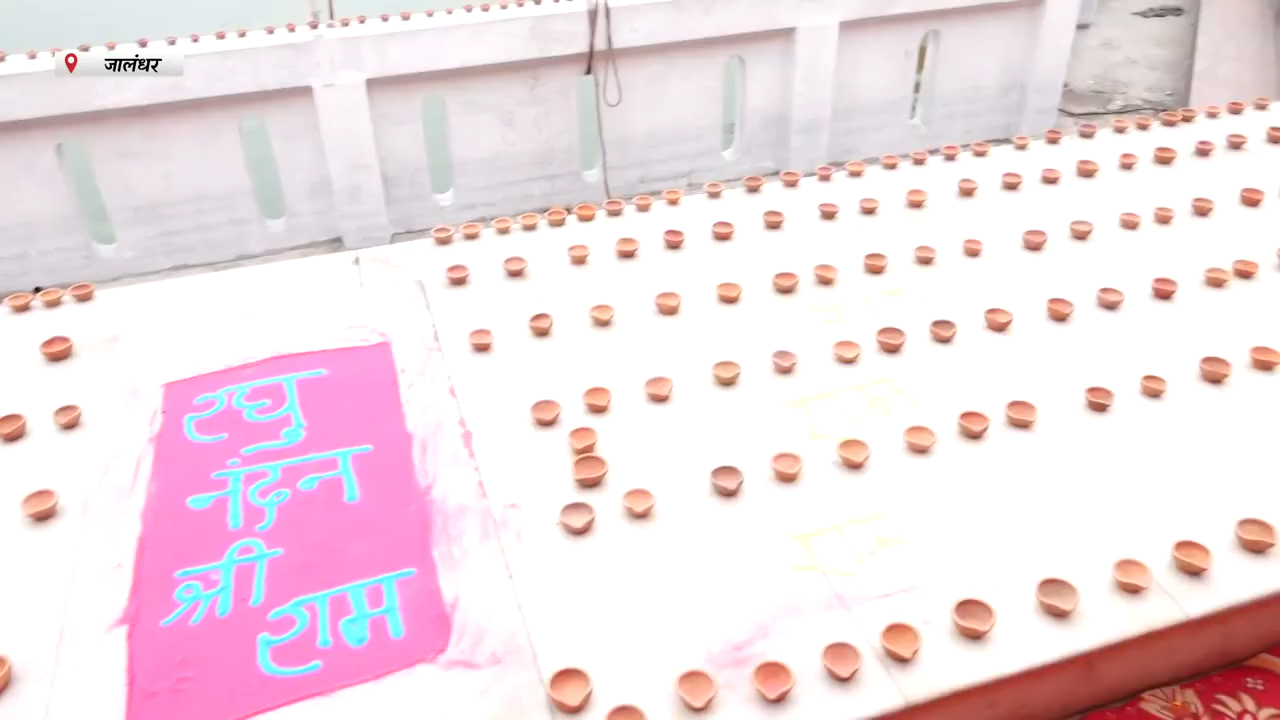 जालंधर
रघु
नंदन
श्री
राम